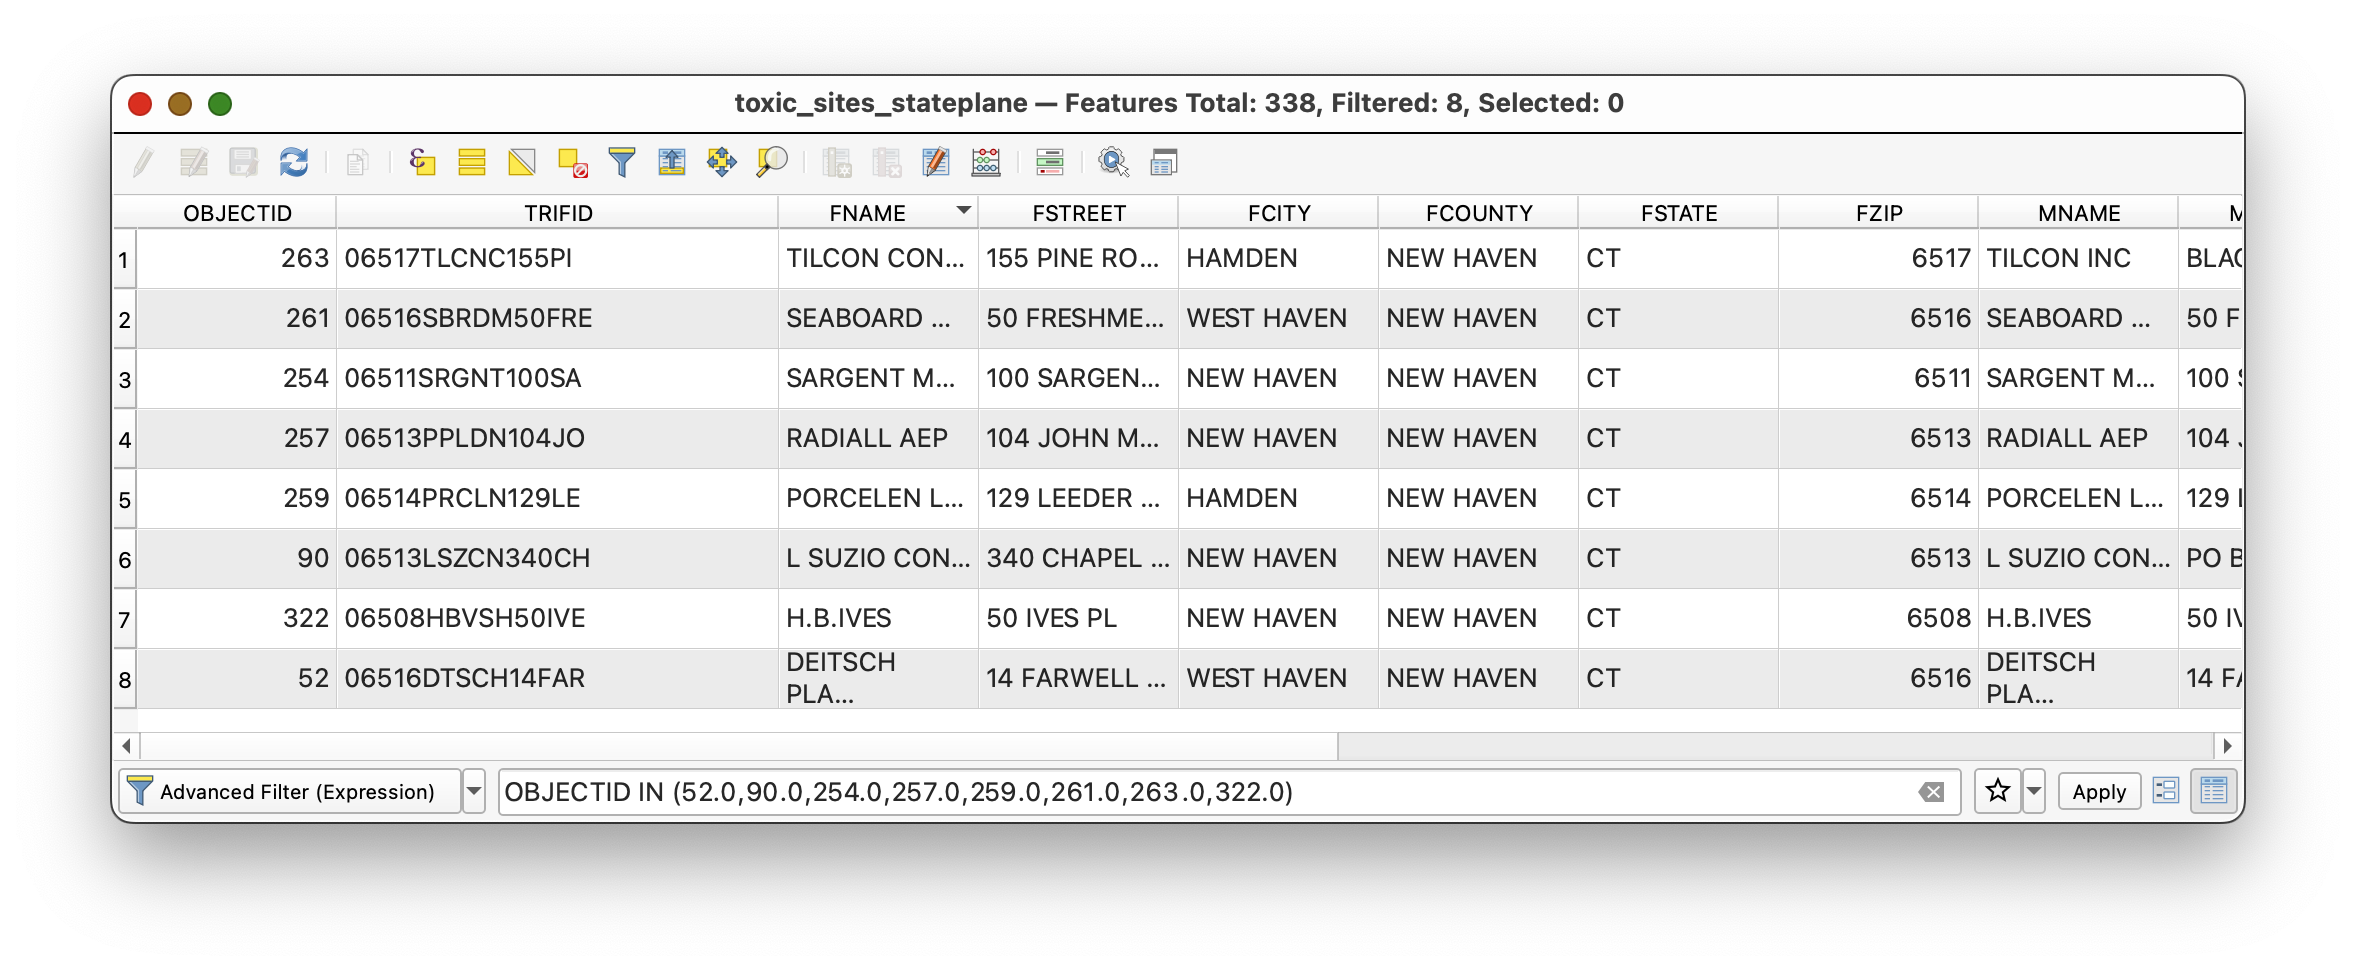 toxic_sites_stateplane — Features Total: 338, Filtered: 8, Selected: 0
OBJECTID TRIFID FNAME FSTREET FCITY FCOUNTY FSTATE FZIP MNAME
1 263 06517TLCNC155PI TILCON CON... 155 PINE RO... HAMDEN NEW HAVEN CT 6517 TILCON INC BLAC
2 261 06516SBRDM50FRE SEABOARD ... 50 FRESHME... WEST HAVEN NEW HAVEN CT 6516 SEABOARD ... 50 F
3 254 06511SRGNT100SA SARGENT M... 100 SARGEN... NEW HAVEN NEW HAVEN CT 6511 SARGENT M... 100
4 257 06513PPLDN104JO RADIALL AEP 104 JOHN M... NEW HAVEN NEW HAVEN CT 6513 RADIALL AEP 104
5 259 06514PRCLN129LE PORCELEN L... 129 LEEDER ... HAMDEN NEW HAVEN CT 6514 PORCELEN L... 129
6 90 06513LSZCN340CH L SUZIO CON... 340 CHAPEL ... NEW HAVEN NEW HAVEN CT 6513 L SUZIO CON... PO B
7 322 06508HBVSH50IVE H.B.IVES 50 IVES PL NEW HAVEN NEW HAVEN CT 6508 H.B.IVES 50 IV
8 52 06516DTSCH14FAR DEITSCH PLA... 14 FARWELL ... WEST HAVEN NEW HAVEN CT 6516 DEITSCH PLA... 14 FA
Advanced Filter (Expression) OBJECTID IN (52.0,90.0,254.0,257.0,259.0,261.0,263.0,322.0) Apply